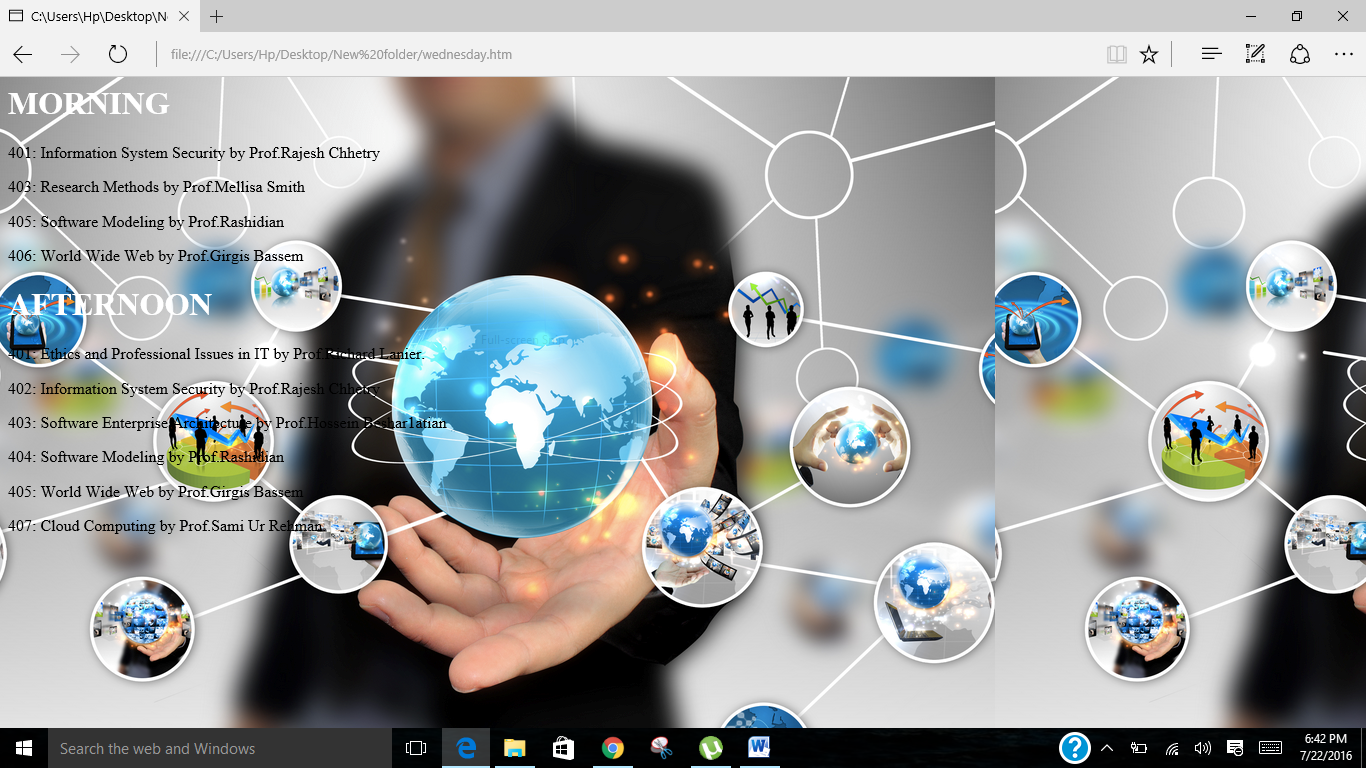 C:\Users\Hp\Desktop\Ne
file:///C:/Users/Hp/Desktop/New%20folder/wednesday.htm
MORNING
401: Information System Security by Prof.Rajesh Chhetry
403: Research Methods by Prof.Mellisa Smith
405: Software Modeling by Prof.Rashidian
406: World Wide Web by Prof.Girgis Bassem
AFTERNOON
Full-screen
401: Ethics and Professional Issues in IT by Prof.Richard Lanier.
402: Information System Security by Prof.Rajesh Chhetry
403: Software Enterprise Architecture by Prof.Hossein
404: Software Modeling by Prof.Rashidian
405: World Wide Web by Prof.Girgis Bassem
407: Cloud Computing by Prof.Sami Ur Rehman
Search the web and Windows
6:42 PM
7/22/2016